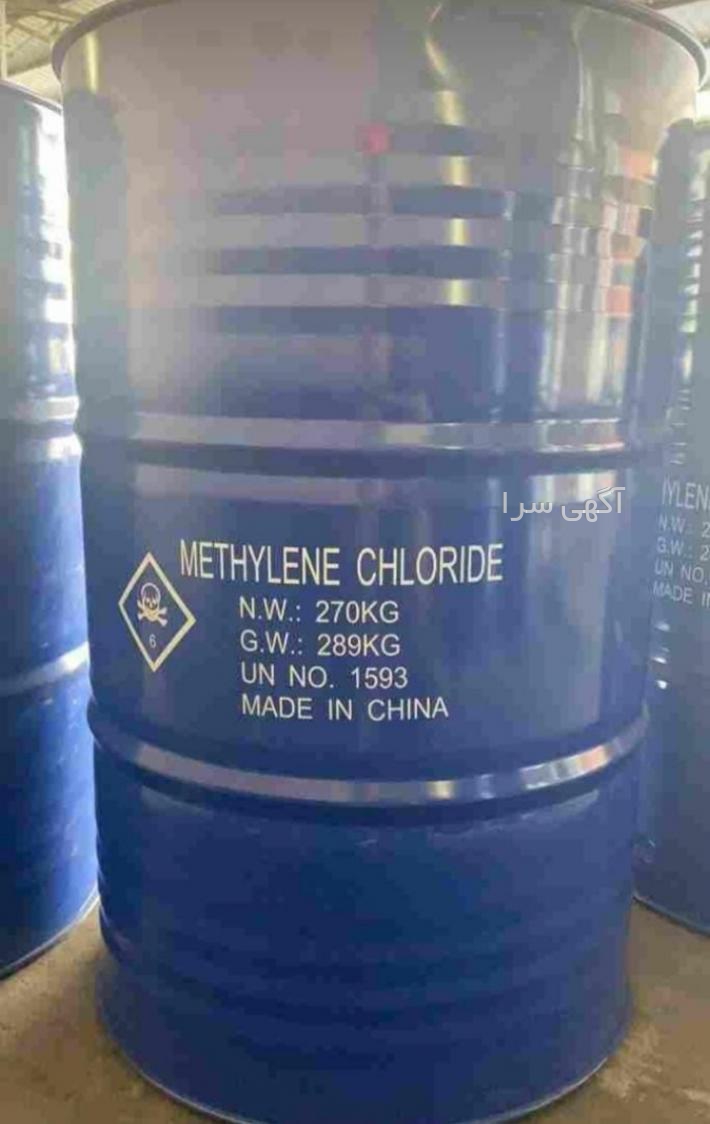 آگهی سرا
METHYLENE CHLORIDE
N.W.: 270KG
G.W.: 289KG
UN NO. 1593
MADE IN CHINA
6